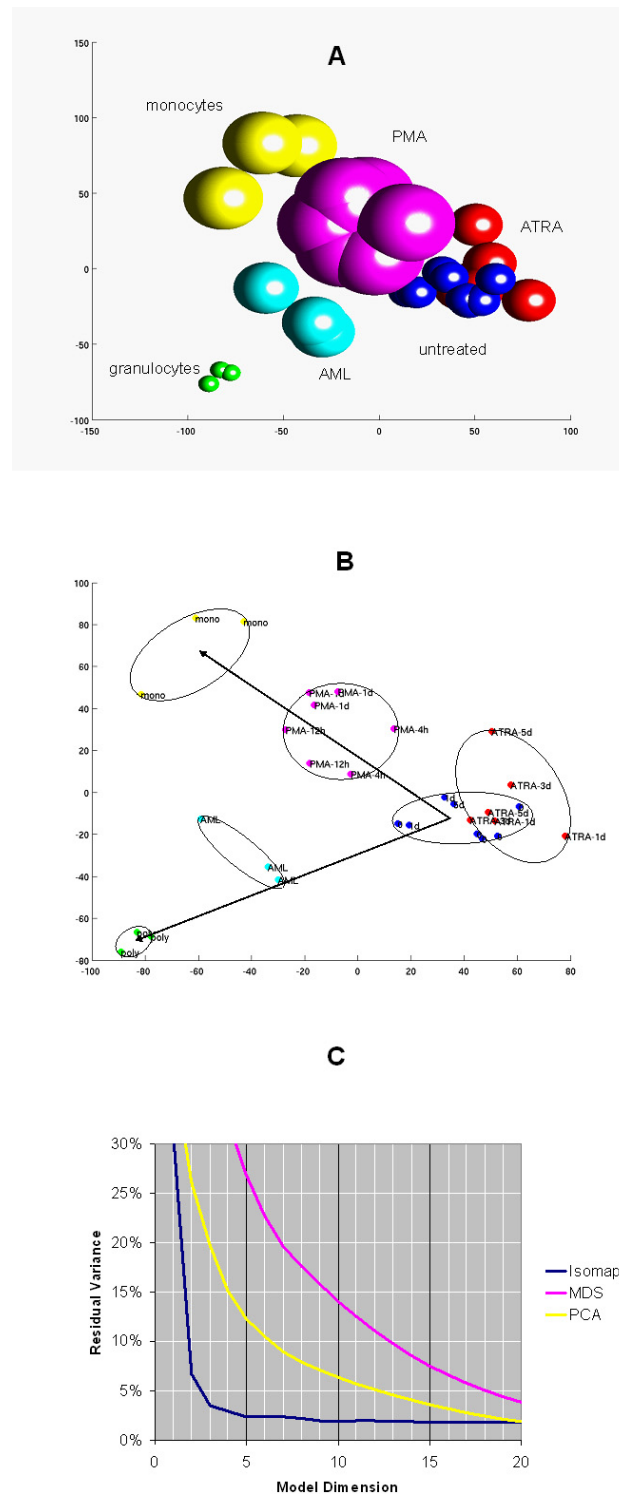 A
150
100
50
0
-50
-100
-150
-100
-50
0
50
100
monocytes
PMA
ATRA
granulocytes
AML
untreated
B
100
80
60
40
20
0
-20
-40
-60
-80
-100
-80
-60
-40
-20
0
20
40
60
80
mono
mono
mono
PMA-1d
PMA-1d
PMA-12h
PMA-4h
PMA-12h
PMA-4h
ATRA-5d
ATRA-3d
ATRA-5d
ATRA-1d
ATRA-1d
AML
AML
AML
poly
poly
C
30%
25%
20%
15%
10%
5%
0%
Residual Variance
0
5
10
15
20
Model Dimension
Isomap
MDS
PCA